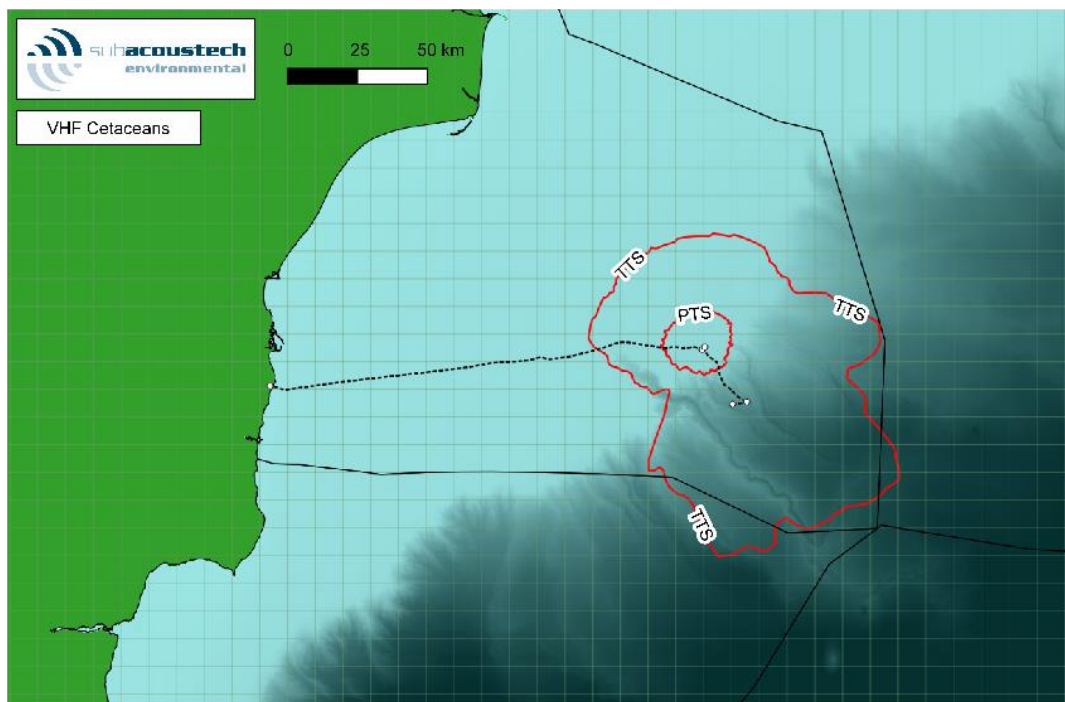 subacoustech
environmental
0 25 50 km
VHF Cetaceans
TTS
PTS
TTS
TTS